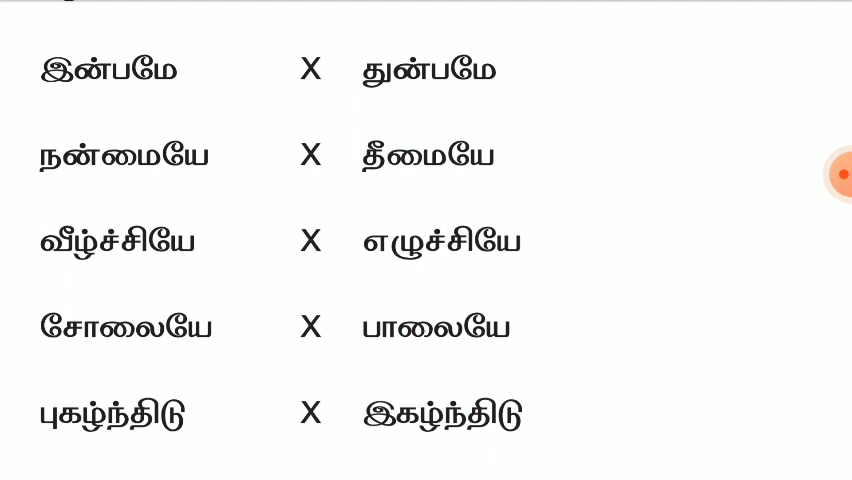 இன்பமே X துன்பமே
நன்மையே X தீமையே
வீழ்ச்சியே X எழுச்சியே
சோலையே X பாலையே
புகழ்ந்திடு X இகழ்ந்திடு